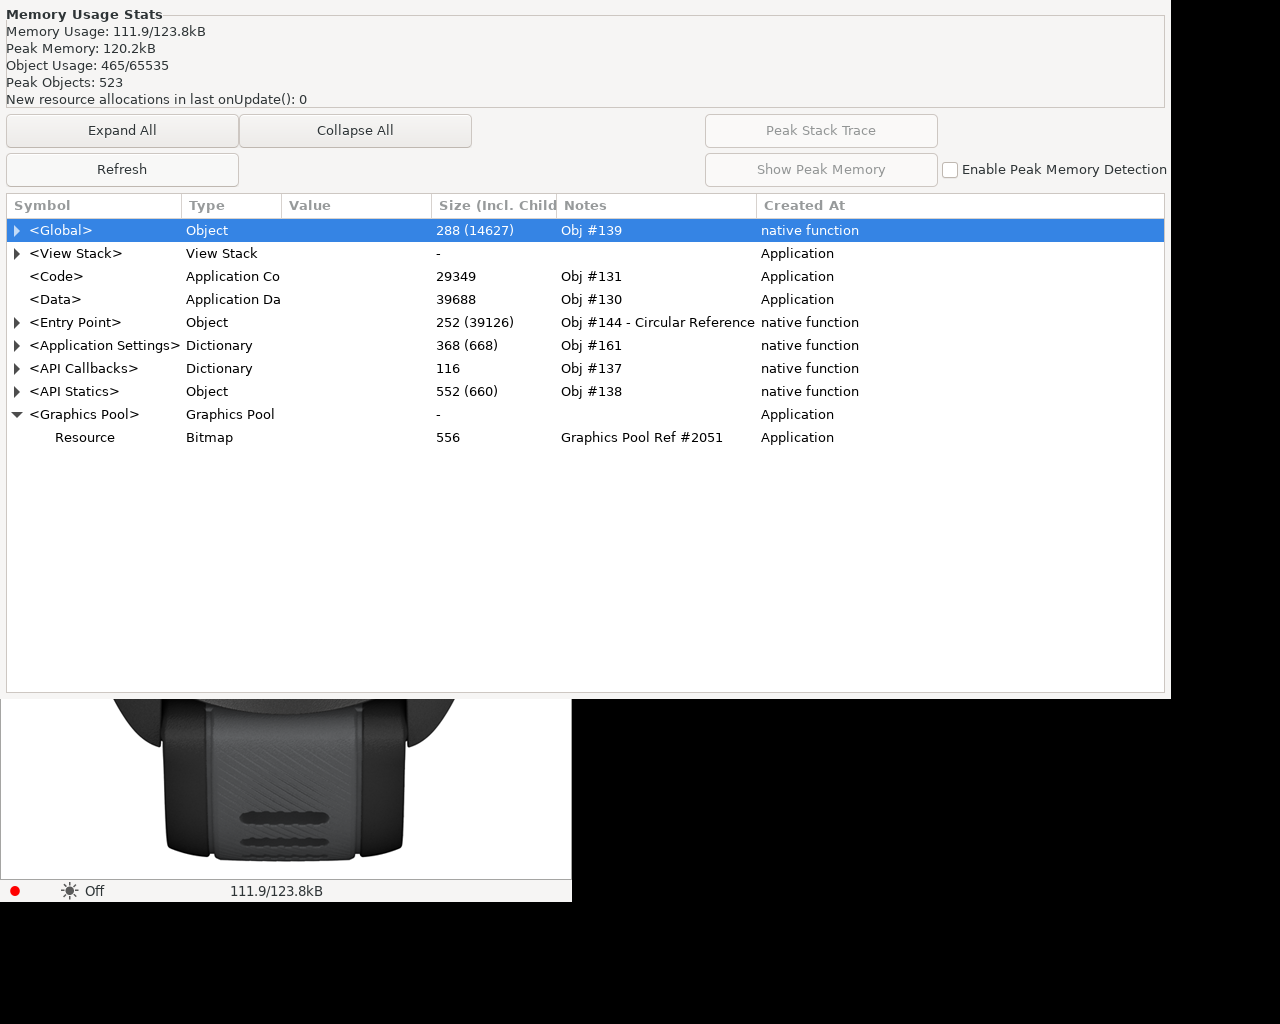 Memory Usage Stats
Memory Usage: 111.9/123.8kB
Peak Memory: 120.2kB
Object Usage: 465/65535
Peak Objects: 523
New resource allocations in last onUpdate(): 0
Expand All Collapse All Peak Stack Trace
Refresh Show Peak Memory Enable Peak Memory Detection
Symbol Type Value Size (Incl. Child Notes Created At
<Global> Object 288 (14627) Obj #139 native function
<View Stack> View Stack - Application
<Code> Application Co 29349 Obj #131 Application
<Data> Application Da 39688 Obj #130 Application
<Entry Point> Object 252 (39126) Obj #144 - Circular Reference native function
<Application Settings> Dictionary 368 (668) Obj #161 native function
<API Callbacks> Dictionary 116 Obj #137 native function
<API Statics> Object 552 (660) Obj #138 native function
<Graphics Pool> Graphics Pool - Application
Resource Bitmap 556 Graphics Pool Ref #2051 Application
Off 111.9/123.8kB